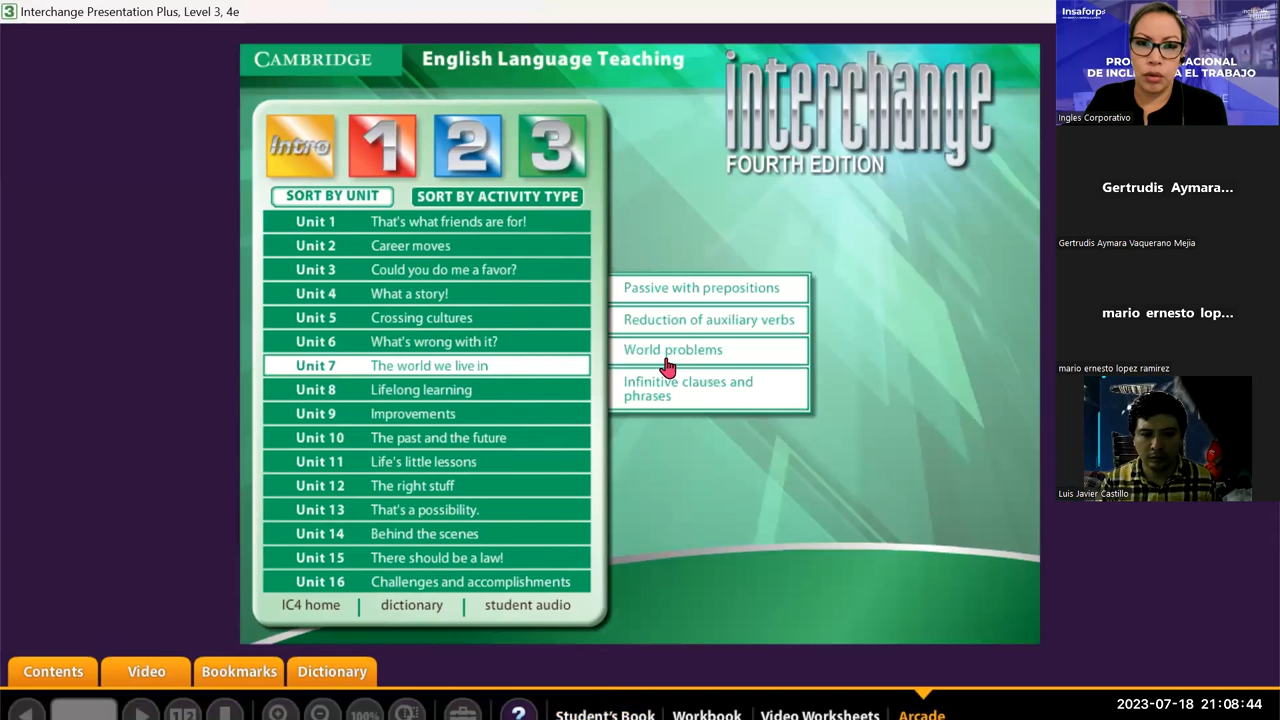 3 Interchange Presentation Plus, Level 3, 4e
CAMBRIDGE
English Language Teaching
interchange
FOURTH EDITION
Intro 1 2 3
SORT BY UNIT
SORT BY ACTIVITY TYPE
Unit 1 That's what friends are for!
Unit 2 Career moves
Unit 3 Could you do me a favor?
Unit 4 What a story!
Unit 5 Crossing cultures
Unit 6 What's wrong with it?
Unit 7 The world we live in
Unit 8 Lifelong learning
Unit 9 Improvements
Unit 10 The past and the future
Unit 11 Life's little lessons
Unit 12 The right stuff
Unit 13 That's a possibility.
Unit 14 Behind the scenes
Unit 15 There should be a law!
Unit 16 Challenges and accomplishments
IC4 home
dictionary
student audio
Passive with prepositions
Reduction of auxiliary verbs
World problems
Infinitive clauses and
phrases
Contents
Video
Bookmarks
Dictionary
100%
?
Student's Book
Workbook
Video Worksheets
Arcade
Insaforp
DE INGL A EL TRABAJO
Ingles Corporativo
Gertrudis Aymara...
Gertrudis Aymara Vaquerano Mejia
mario ernesto lop...
mario ernesto lopez ramirez
Luis Javier Castillo
2023-07-18 21:08:44